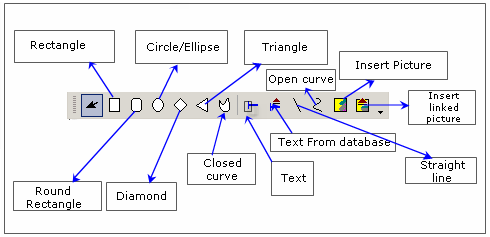 Rectangle
Circle/Ellipse
Triangle
Open curve
Insert Picture
Insert
linked
picture
Text From database
Closed
curve
Straight
line
Text
Round
Rectangle
Diamond